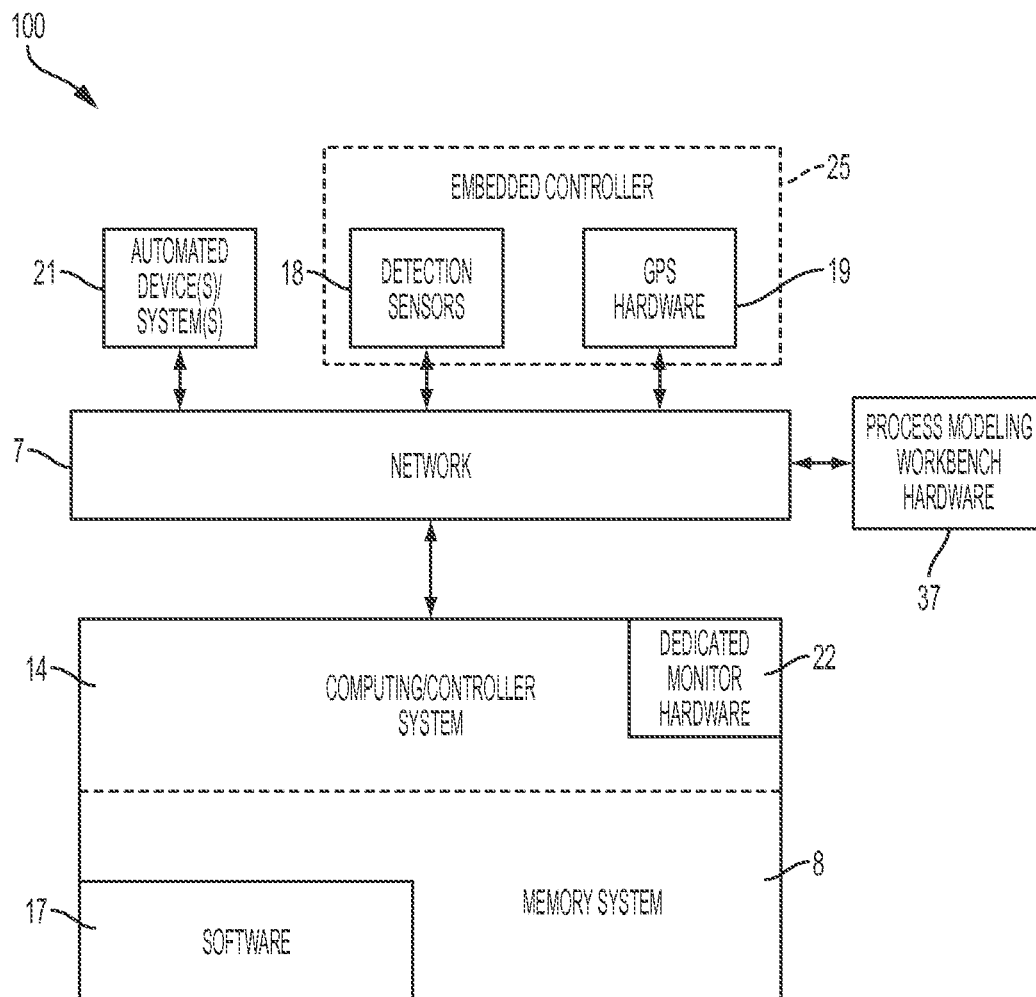 100
EMBEDDED CONTROLLER
25
21
AUTOMATED
DEVICE(S)/
SYSTEM(S)
18
DETECTION
SENSORS
GPS
HARDWARE
19
7
NETWORK
PROCESS MODELING
WORKBENCH
HARDWARE
37
14
COMPUTING/CONTROLLER
SYSTEM
DEDICATED
MONITOR
HARDWARE
22
8
MEMORY SYSTEM
17
SOFTWARE